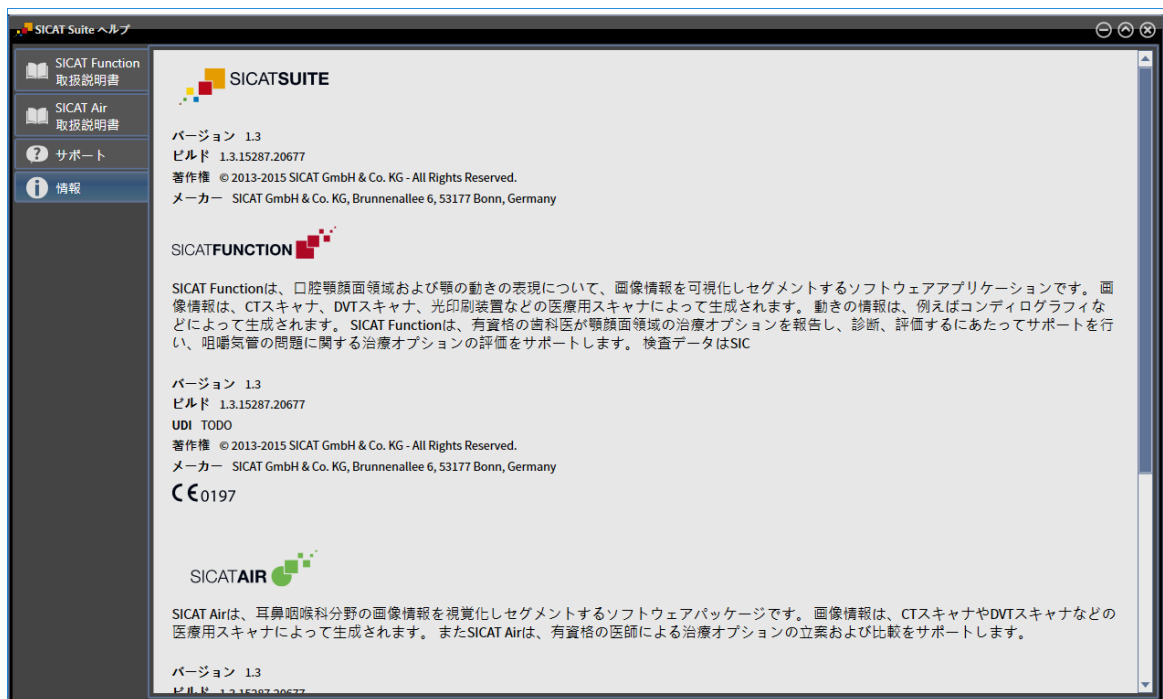 SICAT Suite ヘルプ
SICAT Function
取扱説明書
SICAT Air
取扱説明書
サポート
情報
SICATSUITE
バージョン 1.3
ビルド 1.3.15287.20677
著作権 © 2013-2015 SICAT GmbH & Co. KG - All Rights Reserved.
メーカー SICAT GmbH & Co. KG, Brunnenallee 6, 53177 Bonn, Germany
SICATFUNCTION
SICAT Functionは、口腔顎顔面領域および顎の動きの表現について、画像情報を可視化しセグメントするソフトウェアアプリケーションです。 画
像情報は、CTスキャナ、DVTスキャナ、光印刷装置などの医療用スキャナによって生成されます。 動きの情報は、例えばコンディログラフィな
どによって生成されます。 SICAT Functionは、有資格の歯科医が顎顔面領域の治療オプションを報告し、診断、評価するにあたってサポートを行
い、咀嚼気管の問題に関する治療オプションの評価をサポートします。 検査データはSIC
バージョン 1.3
ビルド 1.3.15287.20677
UDI TODO
著作権 © 2013-2015 SICAT GmbH & Co. KG - All Rights Reserved.
メーカー SICAT GmbH & Co. KG, Brunnenallee 6, 53177 Bonn, Germany
CE0197
SICATAIR
SICAT Airは、耳鼻咽喉科分野の画像情報を視覚化しセグメントするソフトウェアパッケージです。 画像情報は、CTスキャナやDVTスキャナなどの
医療用スキャナによって生成されます。 またSICAT Airは、有資格の医師による治療オプションの立案および比較をサポートします。
バージョン 1.3
ビルド 1.3.15287.20677